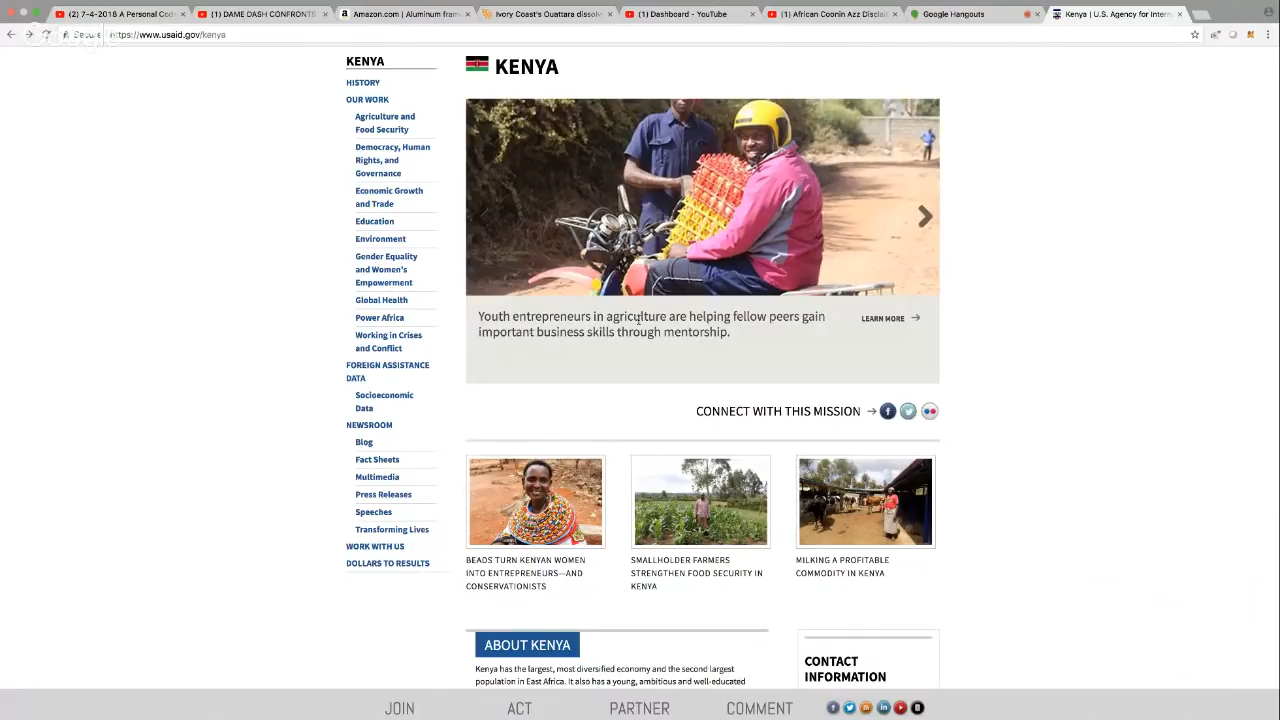 (1) 7-4-2018 A Personal Cod
(1) DAME DASH CONFRONTS
Amazon.com: Aluminum fram
Ivory Coast's Ouattara dissol
(1) Dashboard - YouTube
(1) African Coonin Azz Disclai
Google Hangouts
Kenya | U.S. Agency for Intern
Secure https://www.usaid.gov/kenya
KENYA
HISTORY
OUR WORK
Agriculture and
Food Security
Democracy, Human
Rights, and
Governance
Economic Growth
and Trade
Education
Environment
Gender Equality
and Women's
Empowerment
Global Health
Power Africa
Working in Crises
and Conflict
FOREIGN ASSISTANCE
DATA
Socioeconomic
Data
NEWSROOM
Blog
Fact Sheets
Multimedia
Press Releases
Speeches
Transforming Lives
WORK WITH US
DOLLARS TO RESULTS
KENYA
Youth entrepreneurs in agriculture are helping fellow peers gain
important business skills through mentorship.
LEARN MORE
CONNECT WITH THIS MISSION
BEADS TURN KENYAN WOMEN
INTO ENTREPRENEURS—AND
CONSERVATIONISTS
SMALLHOLDER FARMERS
STRENGTHEN FOOD SECURITY IN
KENYA
MILKING A PROFITABLE
COMMODITY IN KENYA
ABOUT KENYA
Kenya has the largest, most diversified economy and the second largest
population in East Africa. It also has a young, ambitious and well-educated
CONTACT
INFORMATION
JOIN ACT PARTNER COMMENT